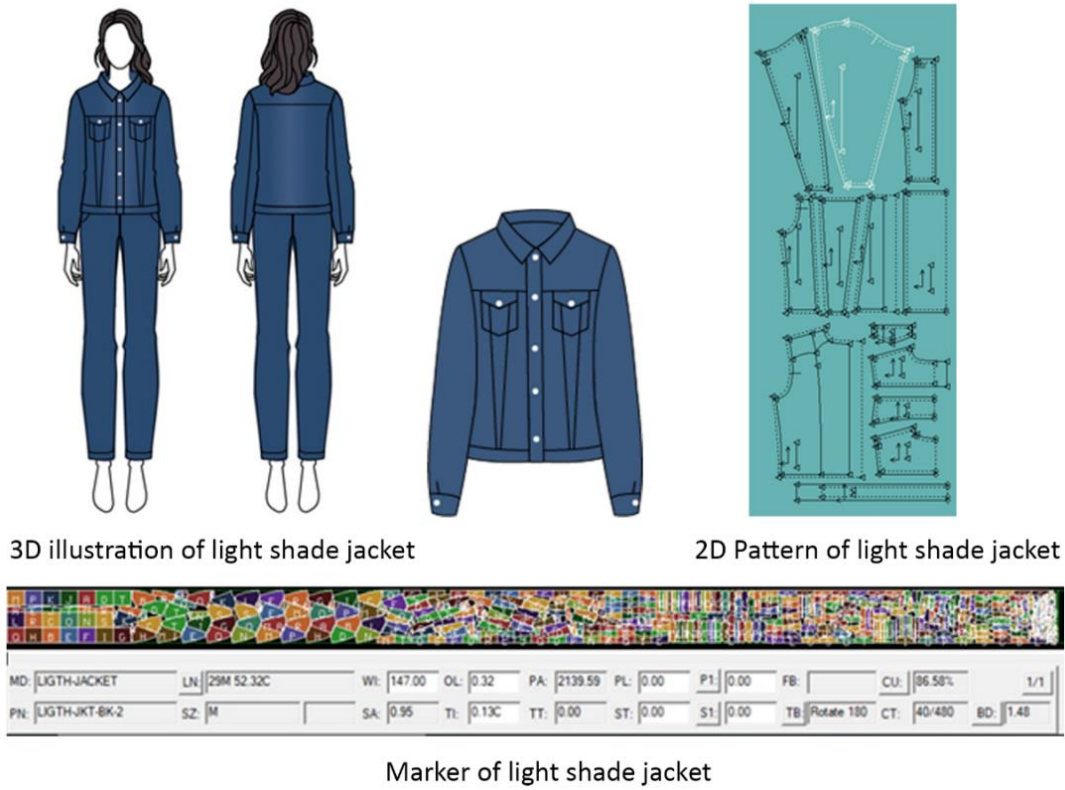 3D illustration of light shade jacket
2D Pattern of light shade jacket
MD: LIGTH-JACKET LN: 29M 52.32C WI: 147.00 OL: 0.32 PA: 2139.59 PL: 0.00 P1: 0.00 FB: CU: 86.58% 1/1
PN: LIGTH-JKT-BK-2 SZ: M SA: 0.95 TI: 0.13C TT: 0.00 ST: 0.00 S1: 0.00 TB: Rotate 180 CT: 40/480 BD: 1.48
Marker of light shade jacket